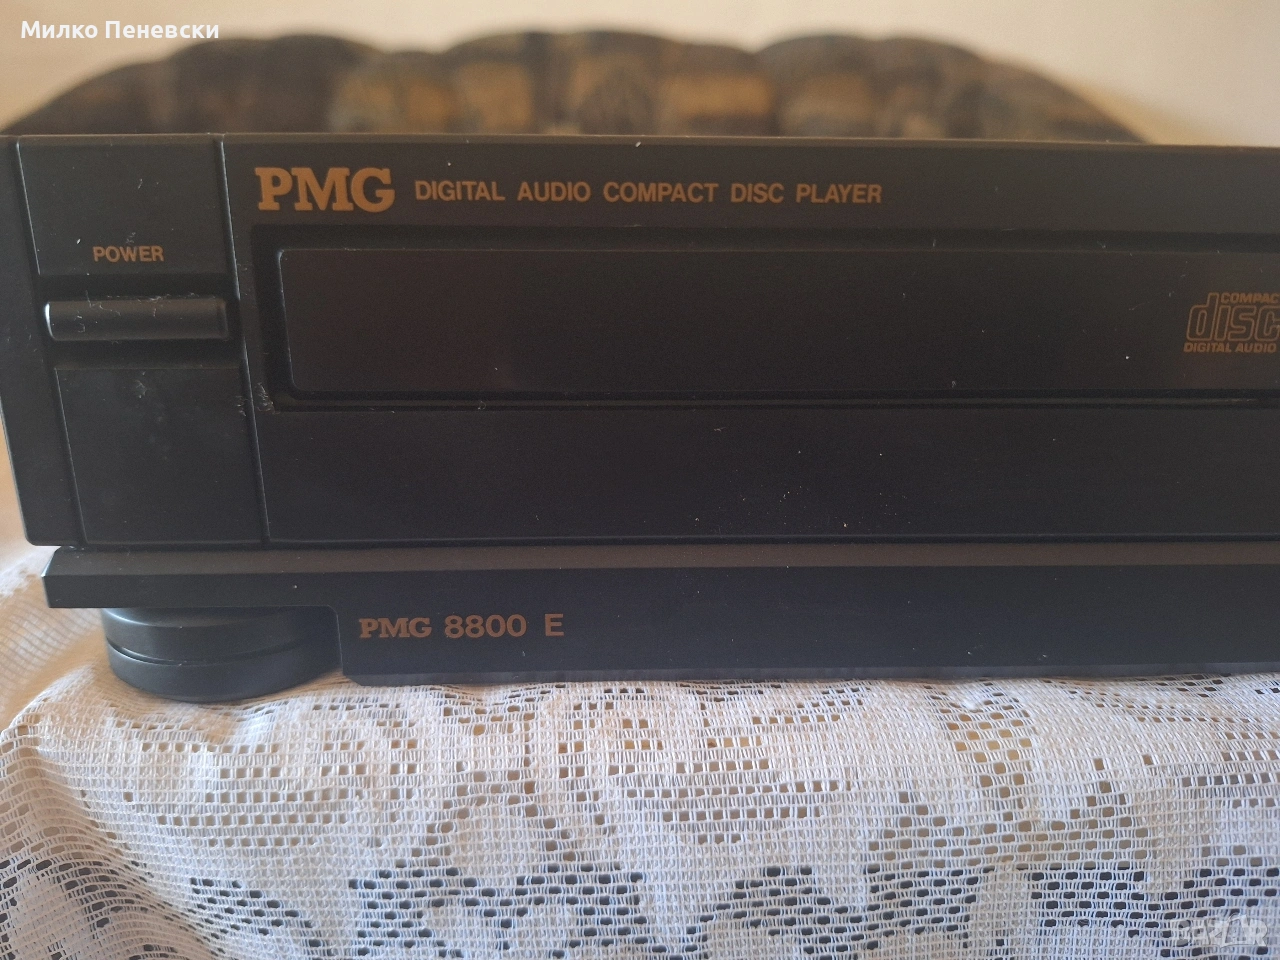 Милко Пеневски
PMG DIGITAL AUDIO COMPACT DISC PLAYER
POWER
COMPACT
disc
DIGITAL AUDIO
PMG 8800 E